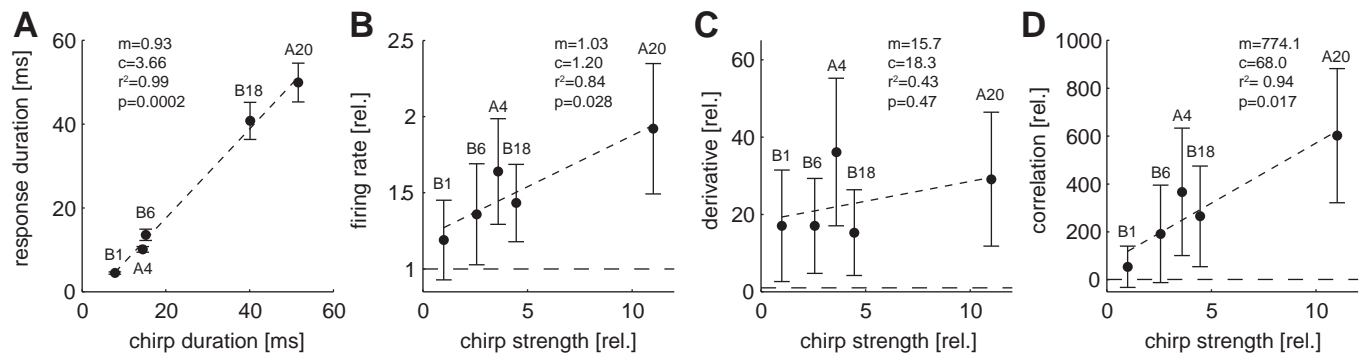 A
m=0.93
c=3.66
r²=0.99
p=0.0002
A20
B18
B6
B1
A4
response duration [ms]
60
40
20
0
0 20 40 60
chirp duration [ms]
B
m=1.03
c=1.20
r²=0.84
p=0.028
A20
A4
B6
B18
B1
firing rate [rel.]
2.5
2
1.5
1
0 5 10
chirp strength [rel.]
C
m=15.7
c=18.3
r²=0.43
p=0.47
A4
A20
B1
B6
B18
derivative [rel.]
60
40
20
0
0 5 10
chirp strength [rel.]
D
m=774.1
c=68.0
r²= 0.94
p=0.017
A20
A4
B6
B18
B1
correlation [rel.]
1000
800
600
400
200
0
0 5 10
chirp strength [rel.]